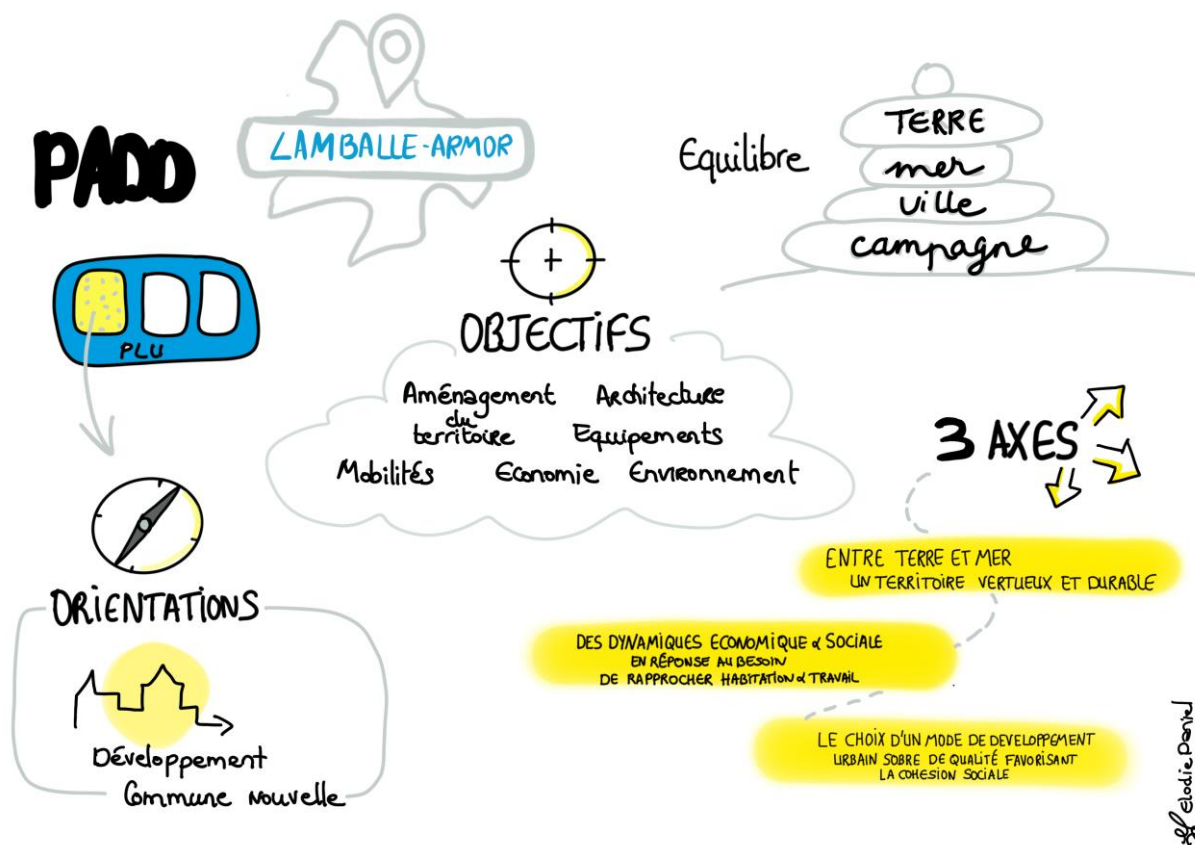 PADD
LAMBALLE-ARMOR
Equilibre
TERRE
mer
ville
campagne
PLU
OBJECTIFS
Aménagement
du
territoire
Architecture
Equipements
Mobilités
Economie
Environnement
ORIENTATIONS
Développement
Commune nouvelle
3 AXES
ENTRE TERRE ET MER
UN TERRITOIRE VERTUEUX ET DURABLE
DES DYNAMIQUES ECONOMIQUE & SOCIALE
EN RÉPONSE AU BESOIN
DE RAPPROCHER HABITATION & TRAVAIL
LE CHOIX D'UN MODE DE DEVELOPPEMENT
URBAIN SOBRE DE QUALITÉ FAVORISANT
LA COHESION SOCIALE
Elodie Daniel